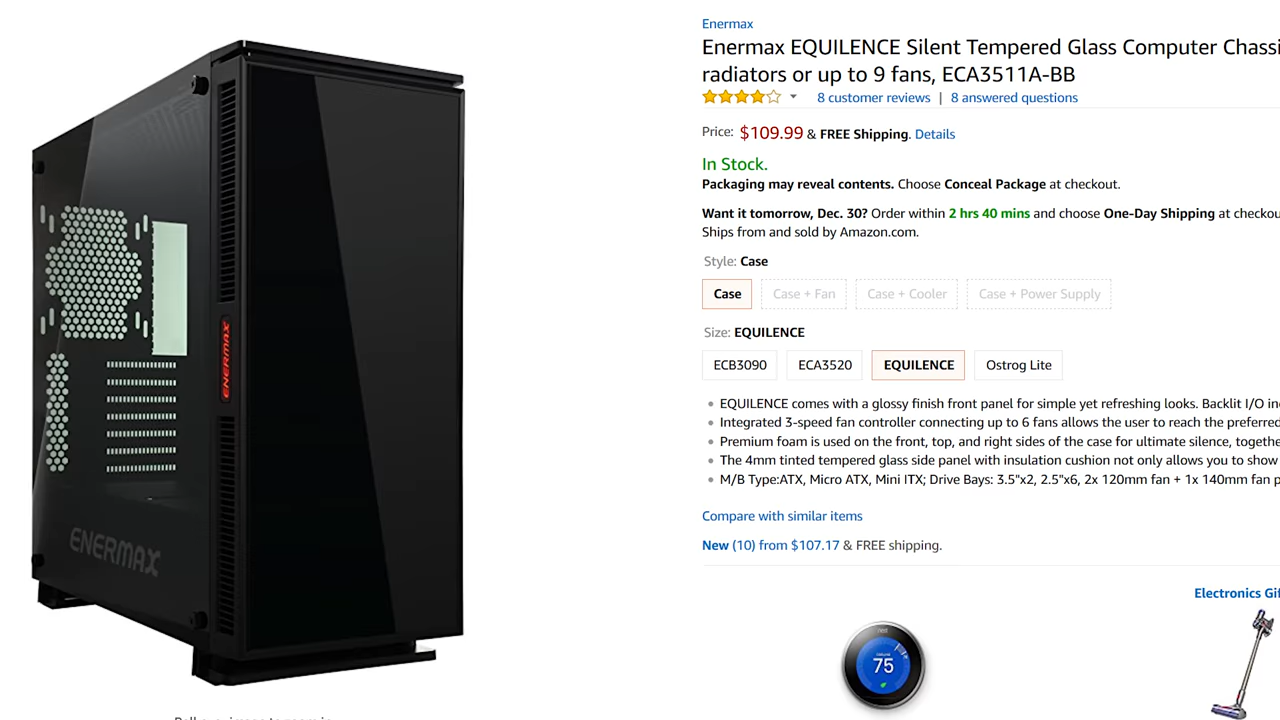 Enermax
Enermax EQUILENCE Silent Tempered Glass Computer Chassi
radiators or up to 9 fans, ECA3511A-BB
8 customer reviews | 8 answered questions
Price: $109.99 & FREE Shipping. Details
In Stock.
Packaging may reveal contents. Choose Conceal Package at checkout.
Want it tomorrow, Dec. 30? Order within 2 hrs 40 mins and choose One-Day Shipping at checkou
Ships from and sold by Amazon.com.
Style: Case
Case Case + Fan Case + Cooler Case + Power Supply
Size: EQUILENCE
ECB3090 ECA3520 EQUILENCE Ostrog Lite
EQUILENCE comes with a glossy finish front panel for simple yet refreshing looks. Backlit I/O in
Integrated 3-speed fan controller connecting up to 6 fans allows the user to reach the preferred
Premium foam is used on the front, top, and right sides of the case for ultimate silence, togethe
The 4mm tinted tempered glass side panel with insulation cushion not only allows you to show
M/B Type:ATX, Micro ATX, Mini ITX; Drive Bays: 3.5"x2, 2.5"x6, 2x 120mm fan + 1x 140mm fan p
Compare with similar items
New (10) from $107.17 & FREE shipping.
Electronics Gif
nest
75
ENERMAX
ENERMAX